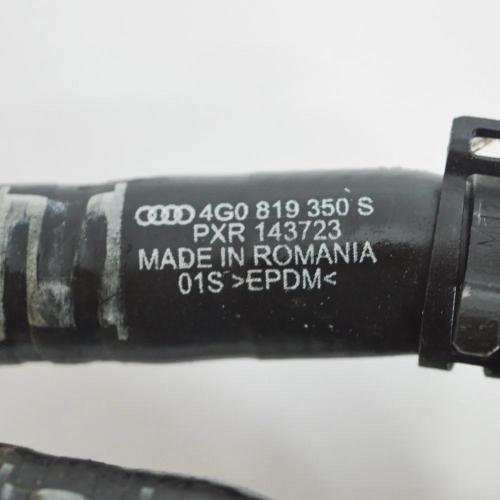 4G0 819 350 S
PXR 143723
MADE IN ROMANIA
01S >EPDM<